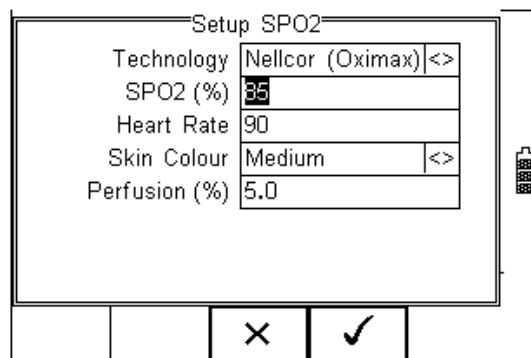 Setup SPO2
Technology Nellcor (Oximax) <>
SPO2 (%) 85
Heart Rate 90
Skin Colour Medium <>
Perfusion (%) 5.0